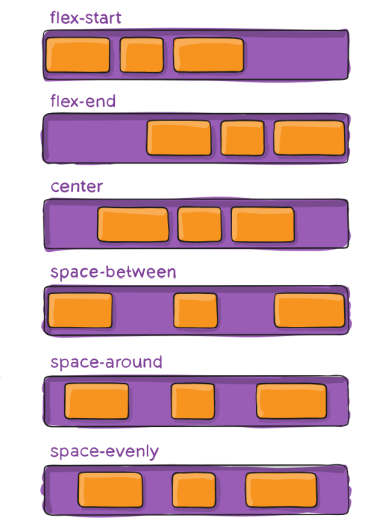 flex-start
flex-end
center
space-between
space-around
space-evenly